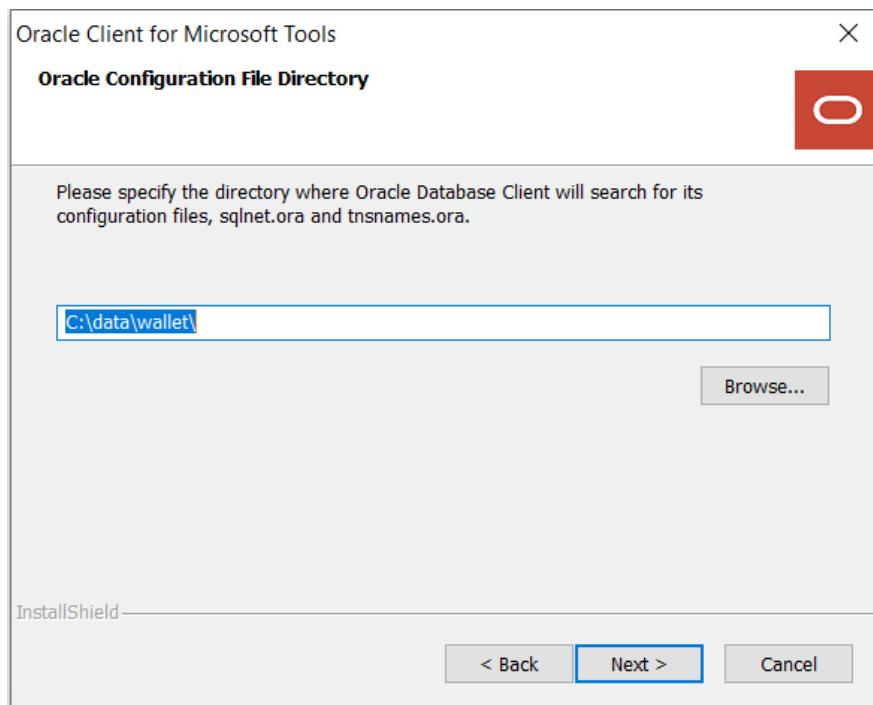 Oracle Client for Microsoft Tools
Oracle Configuration File Directory
Please specify the directory where Oracle Database Client will search for its
configuration files, sqlnet.ora and tnsnames.ora.
C:\data\wallet\
Browse...
InstallShield
< Back
Next >
Cancel